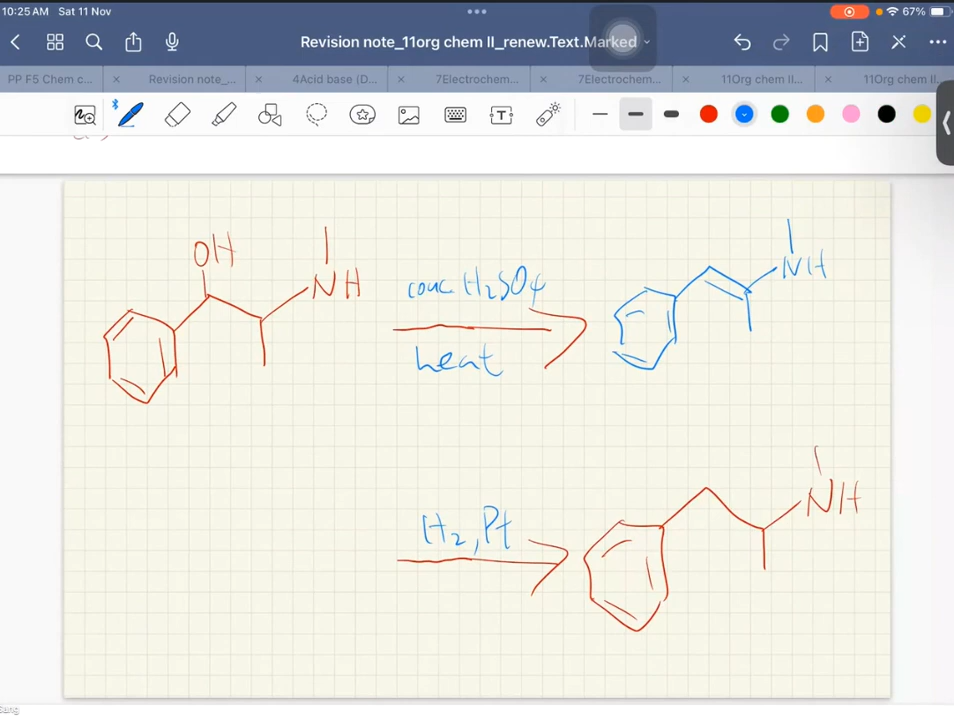 10:25 AM Sat 11 Nov
67%
Revision note_11org chem II_renew.Text.Marked
PP F5 Chem c...
Revision note_...
4Acid base (D...
7Electrochem...
7Electrochem...
11Org chem II...
11Org chem II...
T
OH
NH
conc H₂SO₄
heat
NH
H₂, Pt
NH
Sang